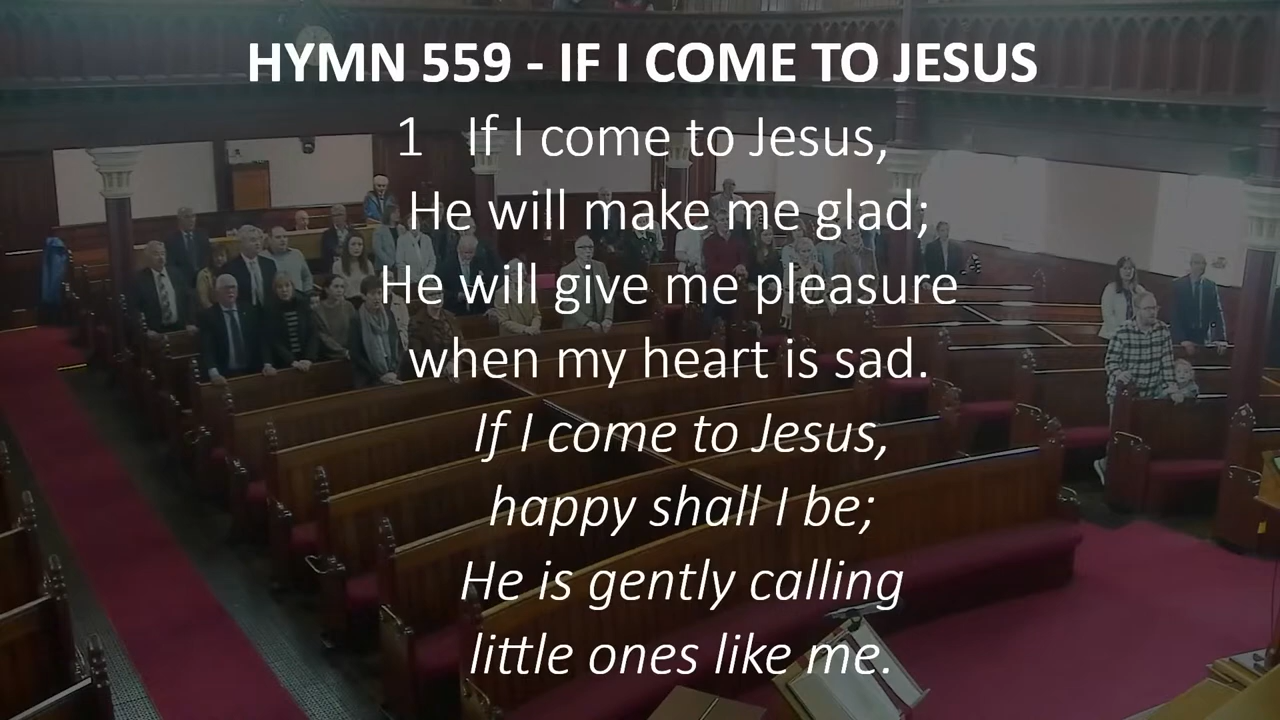 HYMN 559 - IF I COME TO JESUS
1 If I come to Jesus,
He will make me glad;
He will give me pleasure
when my heart is sad.
If I come to Jesus,
happy shall I be;
He is gently calling
little ones like me.